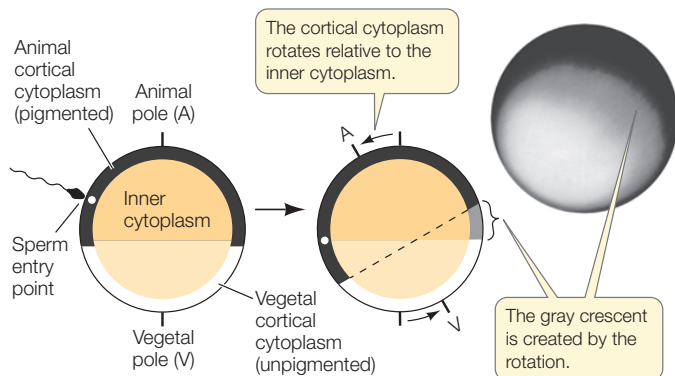 Animal
cortical
cytoplasm
(pigmented)
Animal
pole (A)
The cortical cytoplasm
rotates relative to the
inner cytoplasm.
A
Inner
cytoplasm
Sperm
entry
point
Vegetal
pole (V)
Vegetal
cortical
cytoplasm
(unpigmented)
V
The gray crescent
is created by the
rotation.